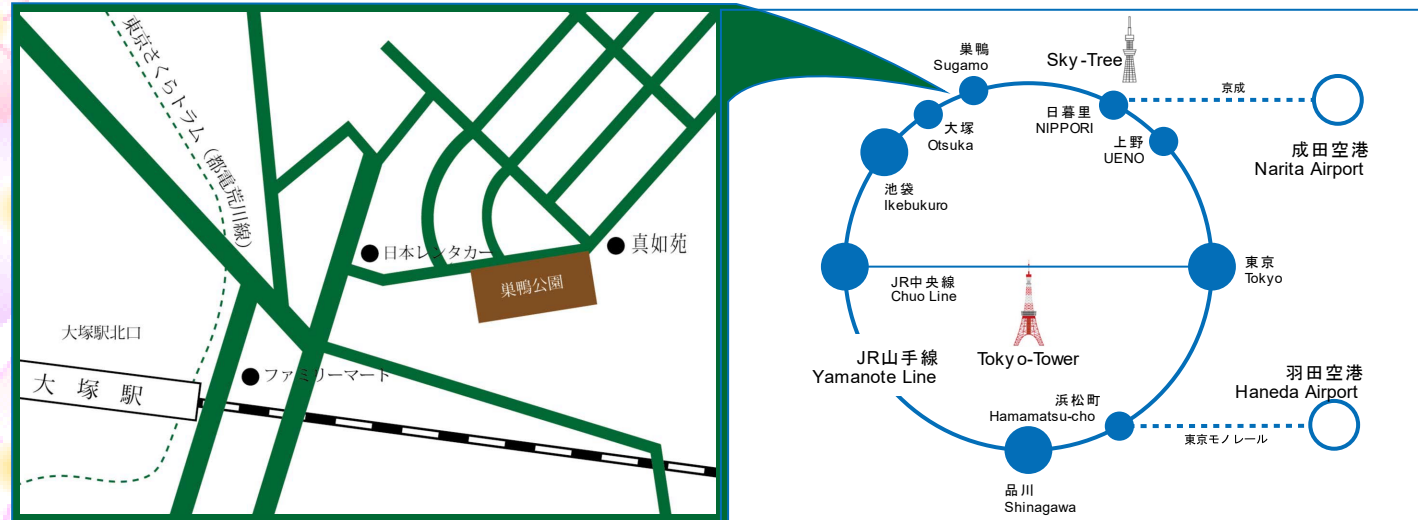 東京さくらトラム（都電荒川線）
日本レンタカー
真如苑
巣鴨公園
大塚駅北口
大塚駅
ファミリーマート
巣鴨
Sugamo
Sky-Tree
京成
日暮里
NIPPORI
大塚
Otsuka
上野
UENO
成田空港
Narita Airport
池袋
Ikebukuro
東京
Tokyo
JR中央線
Chuo Line
JR山手線
Yamanote Line
Tokyo-Tower
羽田空港
Haneda Airport
浜松町
Hamamatsu-cho
東京モノレール
品川
Shinagawa